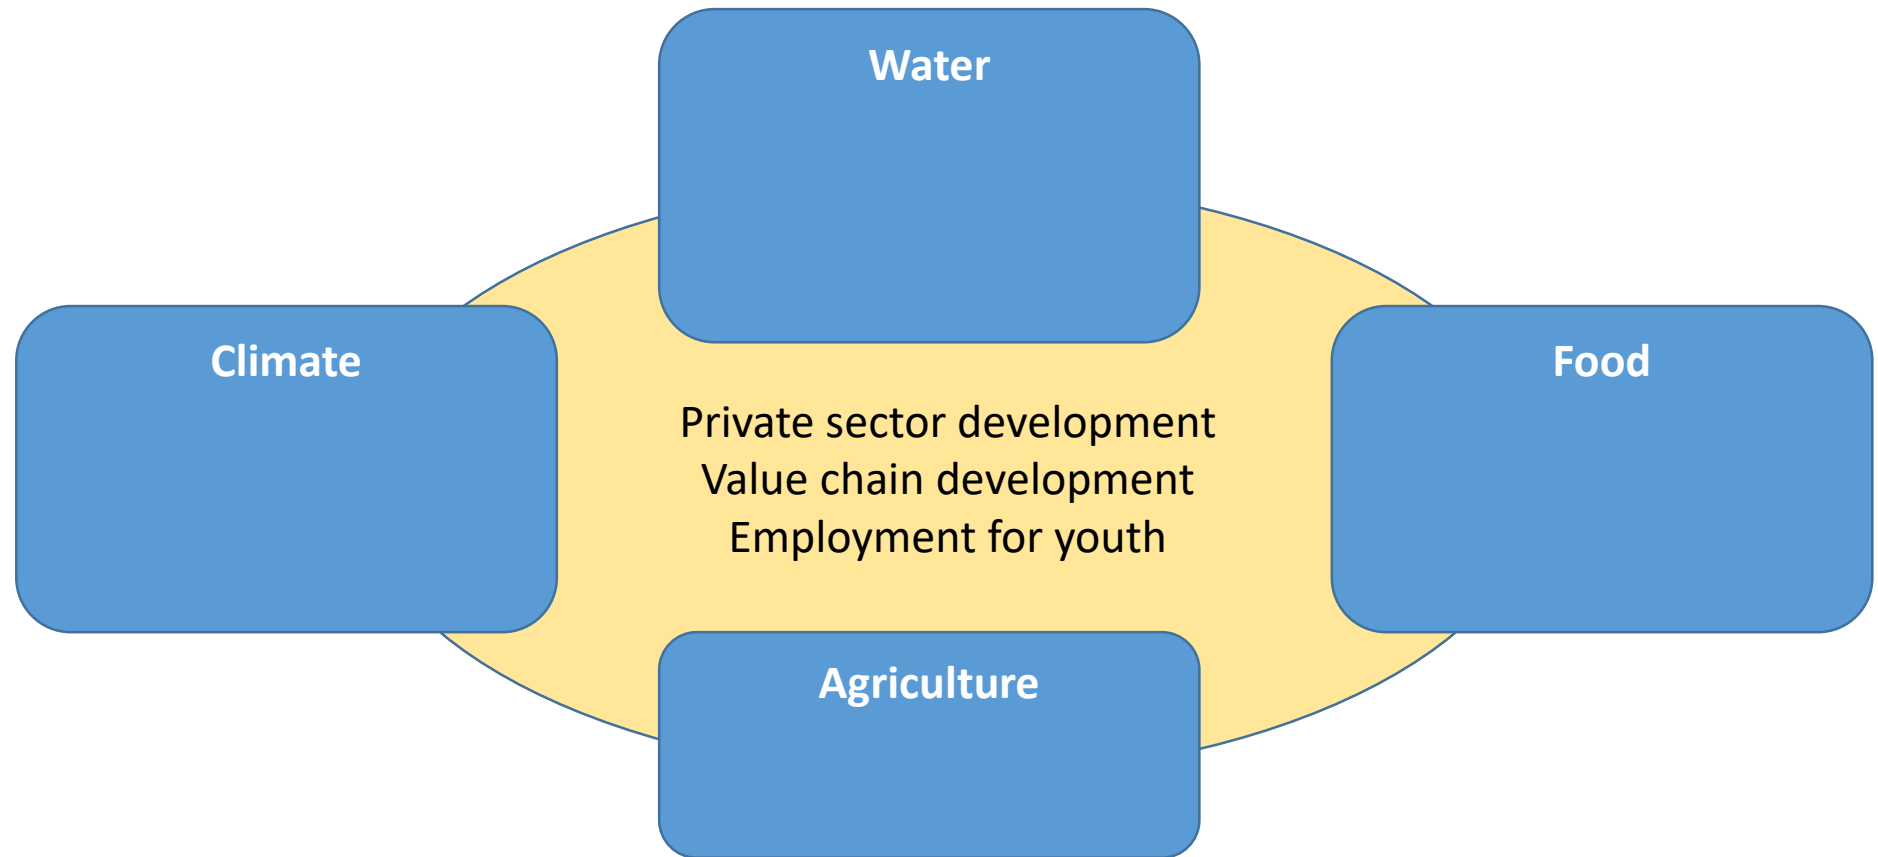 Water
Climate
Food
Private sector development
Value chain development
Employment for youth
Agriculture